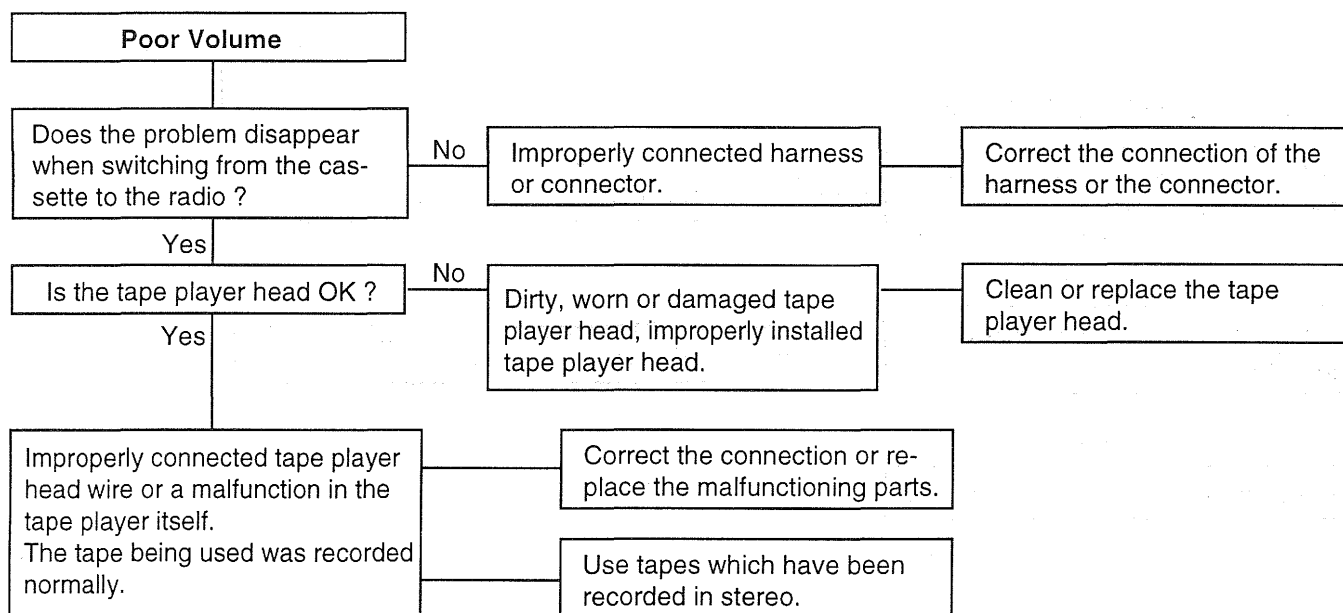 Poor Volume
Does the problem disappear
when switching from the cas-
sette to the radio ?
No
Improperly connected harness
or connector.
Correct the connection of the
harness or the connector.
Yes
Is the tape player head OK ?
No
Dirty, worn or damaged tape
player head, improperly installed
tape player head.
Clean or replace the tape
player head.
Yes
Improperly connected tape player
head wire or a malfunction in the
tape player itself.
The tape being used was recorded
normally.
Correct the connection or re-
place the malfunctioning parts.
Use tapes which have been
recorded in stereo.